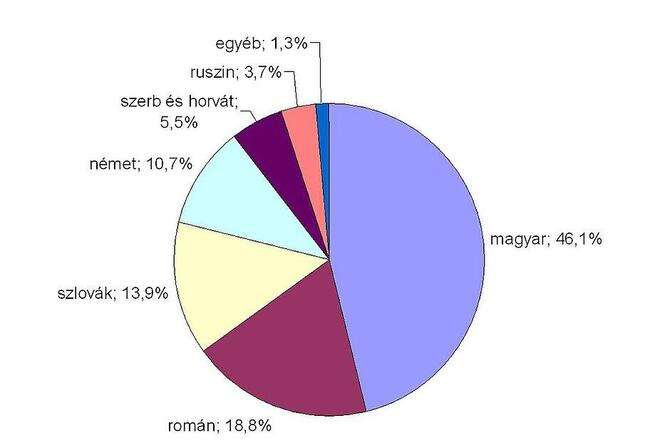 egyéb; 1,3%
ruszin; 3,7%
szerb és horvát;
5,5%
német; 10,7%
magyar; 46,1%
szlovák; 13,9%
román; 18,8%